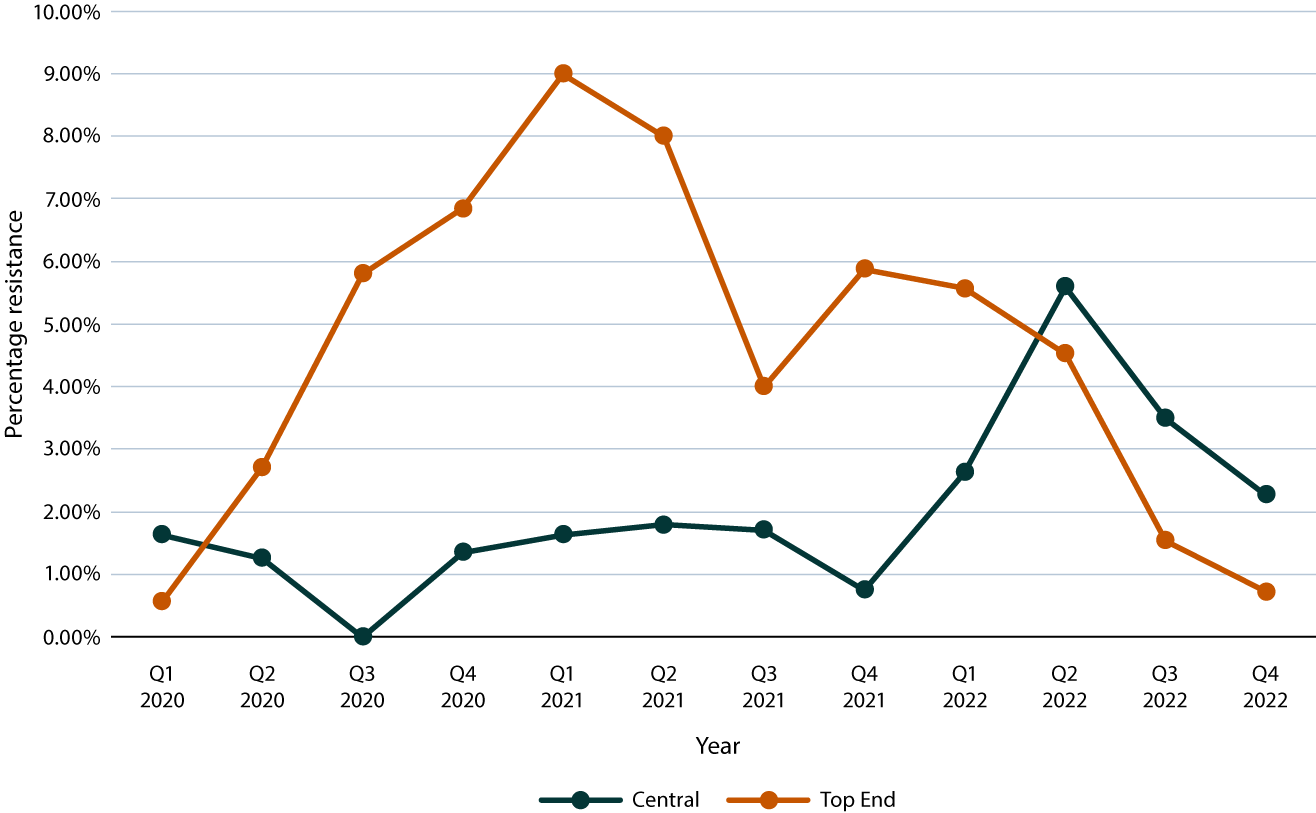 10.00%
9.00%
8.00%
7.00%
6.00%
5.00%
4.00%
3.00%
2.00%
1.00%
0.00%
Percentage resistance
Q1 Q2 Q3 Q4 Q1 Q2 Q3 Q4 Q1 Q2 Q3 Q4
2020 2020 2020 2020 2021 2021 2021 2021 2022 2022 2022 2022
Year
Central Top End